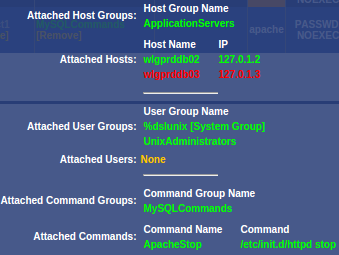 NOEXEC
Host Group Name
Attached Host Groups: ApplicationServers
MySQLCommands
[Remove]
apache
PASSWD
NOEXEC
Host Name IP
Attached Hosts: wlgprddb02 127.0.1.2
wlgprddb03 127.0.1.3
User Group Name
Attached User Groups: %dslunix [System Group]
UnixAdministrators
Attached Users: None
Command Group Name
Attached Command Groups: MySQLCommands
Command Name Command
Attached Commands: ApacheStop /etc/init.d/httpd stop